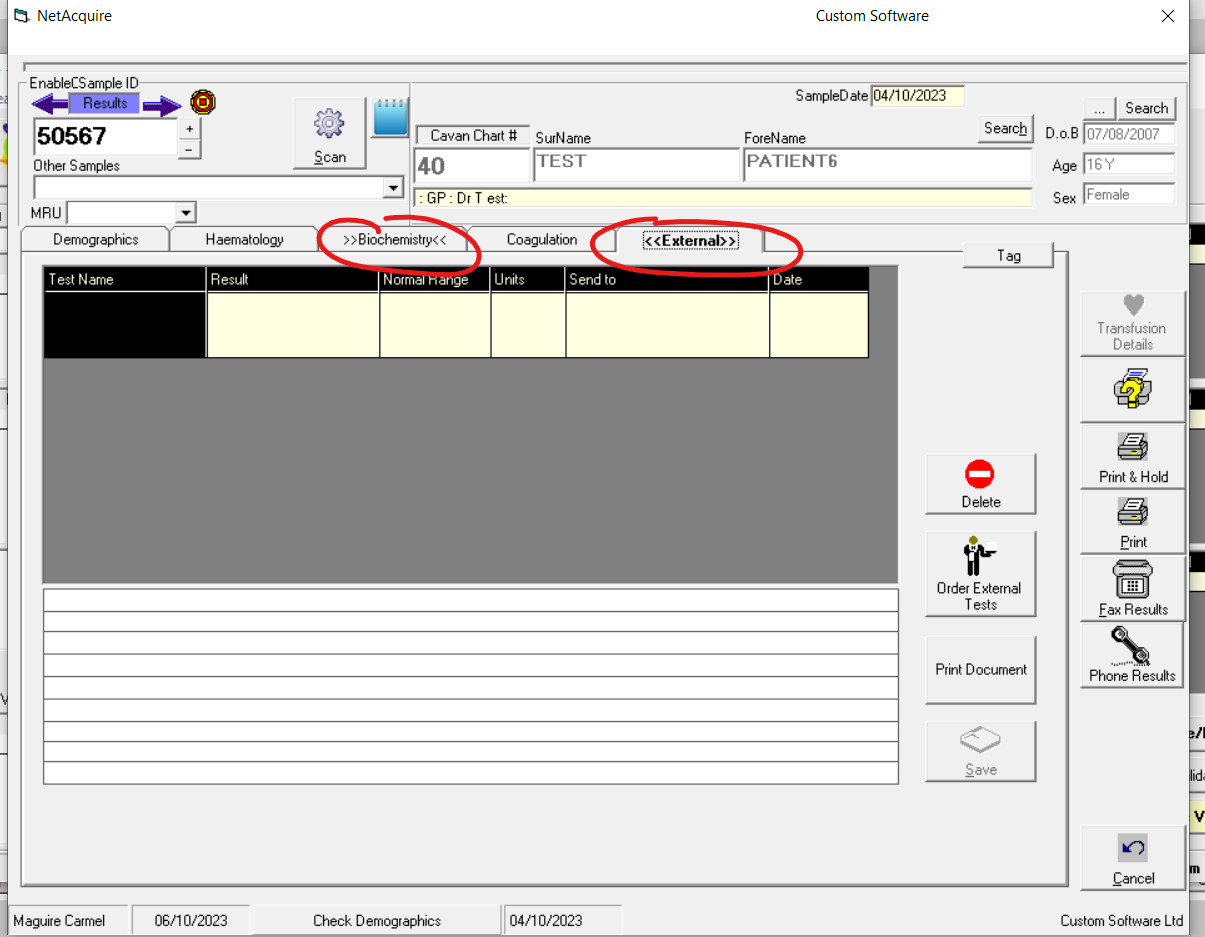 NetAcquire
Custom Software
EnableCSample ID
Results
50567
+
-
Scan
Other Samples
MRU
SampleDate 04/10/2023
... Search
Cavan Chart #
SurName
ForeName
Search
D.o.B 07/08/2007
40
TEST
PATIENT6
Age 16 Y
: GP : Dr T est:
Sex Female
Demographics
Haematology
>>Biochemistry<<
Coagulation
<<External>>
Tag
Test Name
Result
Normal Range
Units
Send to
Date
Transfusion
Details
Print & Hold
Print
Fax Results
Phone Results
Delete
Order External
Tests
Print Document
Save
Cancel
Maguire Carmel
06/10/2023
Check Demographics
04/10/2023
Custom Software Ltd